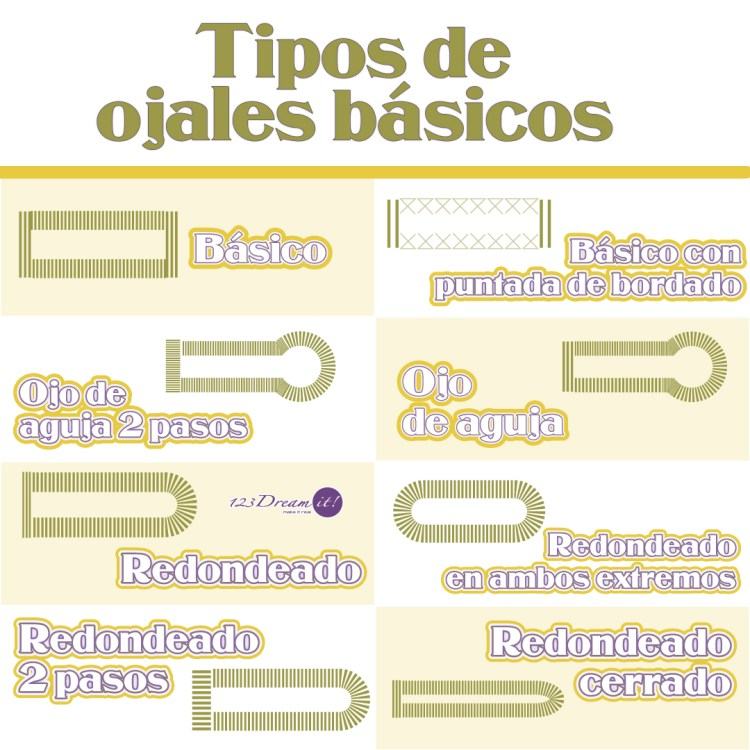 Tipos de
ojales básicos
Básico
Básico con
puntada de bordado
Ojo de
aguja 2 pasos
Ojo
de aguja
Redondeado
123Dream it!
make it real
Redondeado
en ambos extremos
Redondeado
2 pasos
Redondeado
cerrado